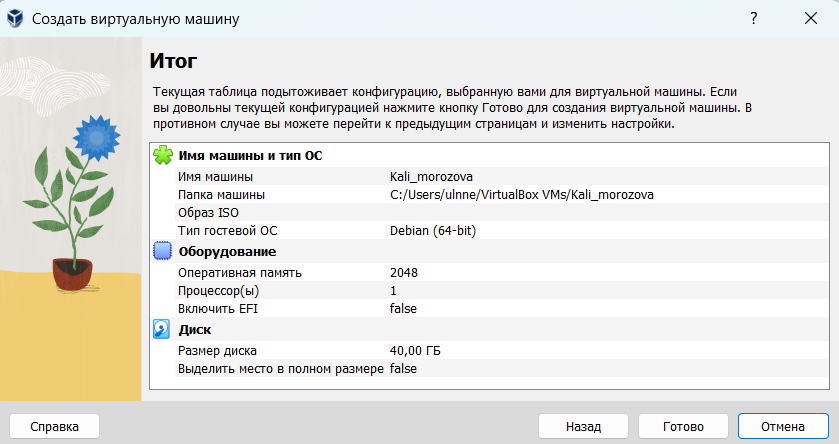 Создать виртуальную машину
?
Итог
Текущая таблица подытоживает конфигурацию, выбранную вами для виртуальной машины. Если
вы довольны текущей конфигурацией нажмите кнопку Готово для создания виртуальной машины. В
противном случае вы можете перейти к предыдущим страницам и изменить настройки.
Имя машины и тип ОС
Имя машины Kali_morozova
Папка машины C:/Users/ulnne/VirtualBox VMs/Kali_morozova
Образ ISO
Тип гостевой ОС Debian (64-bit)
Оборудование
Оперативная память 2048
Процессор(ы) 1
Включить EFI false
Диск
Размер диска 40,00 ГБ
Выделить место в полном размере false
Справка Назад Готово Отмена